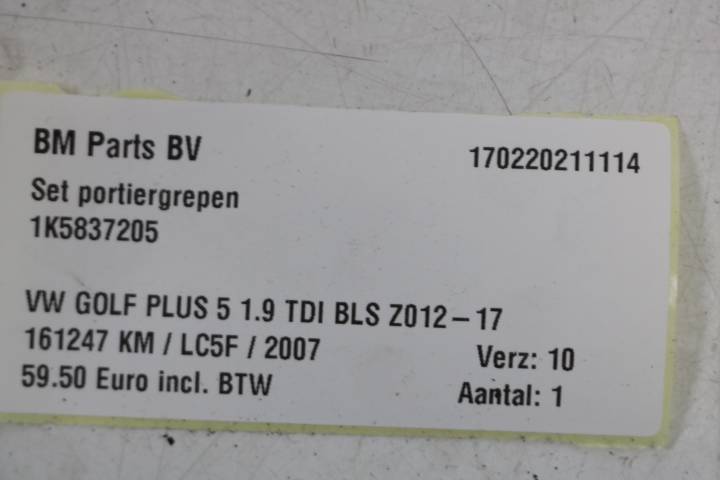 BM Parts BV 170220211114
Set portiergrepen
1K5837205
VW GOLF PLUS 5 1.9 TDI BLS Z012-17
161247 KM / LC5F / 2007 Verz: 10
59.50 Euro incl. BTW Aantal: 1